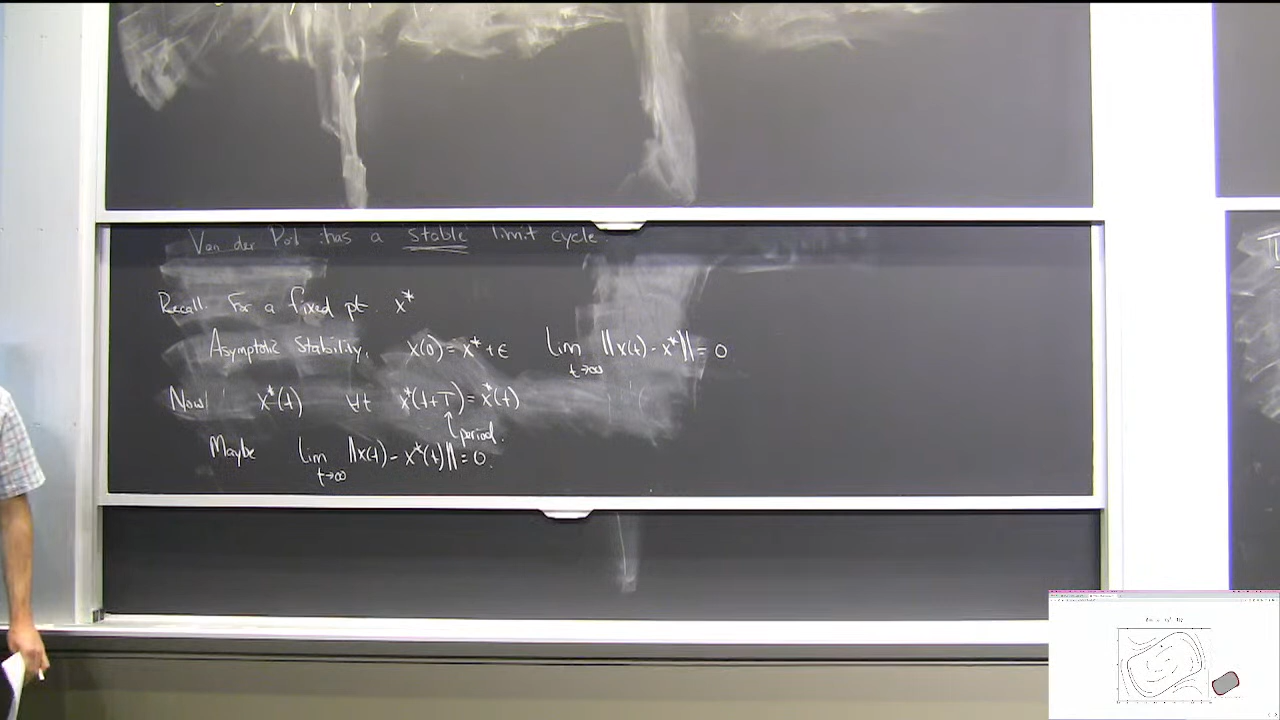 Van der Pol has a stable limit cycle.
Recall. For a fixed pt. x*
Asymptotic Stability. x(0) = x* + ε lim t→∞ ||x(t) - x*|| = 0
Now x*(t) ∀t x*(t+T) = x*(t)
↑ period.
Maybe lim t→∞ ||x(t) - x*(t)|| = 0.